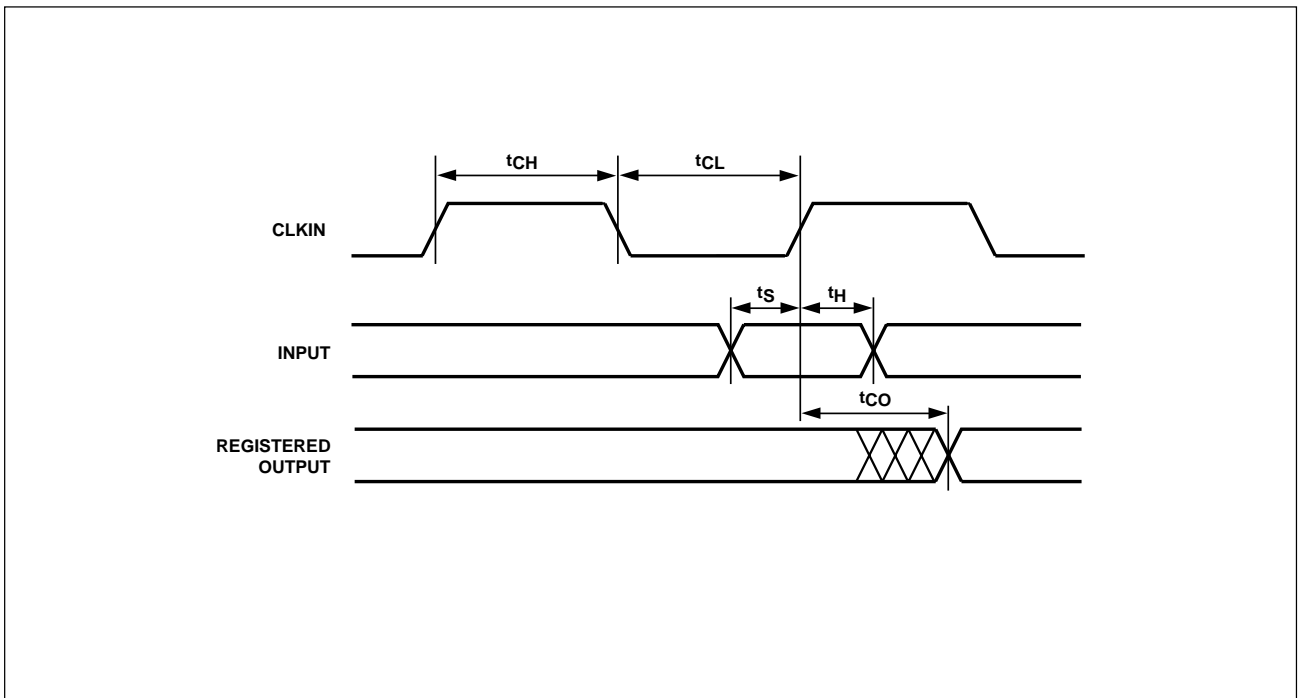 tCH tCL
CLKIN
tS tH
INPUT
tCO
REGISTERED
OUTPUT